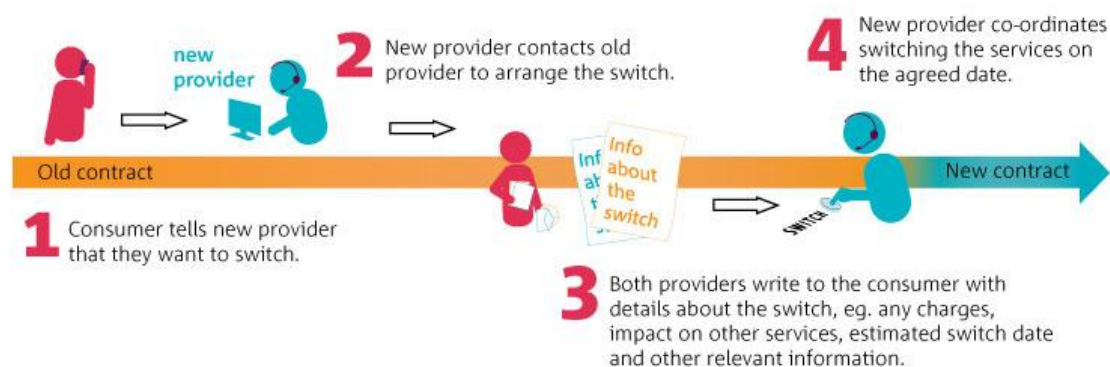 new
provider
2
New provider contacts old
provider to arrange the switch.
4
New provider co-ordinates
switching the services on
the agreed date.
Old contract
Info
about
the
switch
New contract
SWITCH
1
Consumer tells new provider
that they want to switch.
3
Both providers write to the consumer with
details about the switch, eg. any charges,
impact on other services, estimated switch date
and other relevant information.